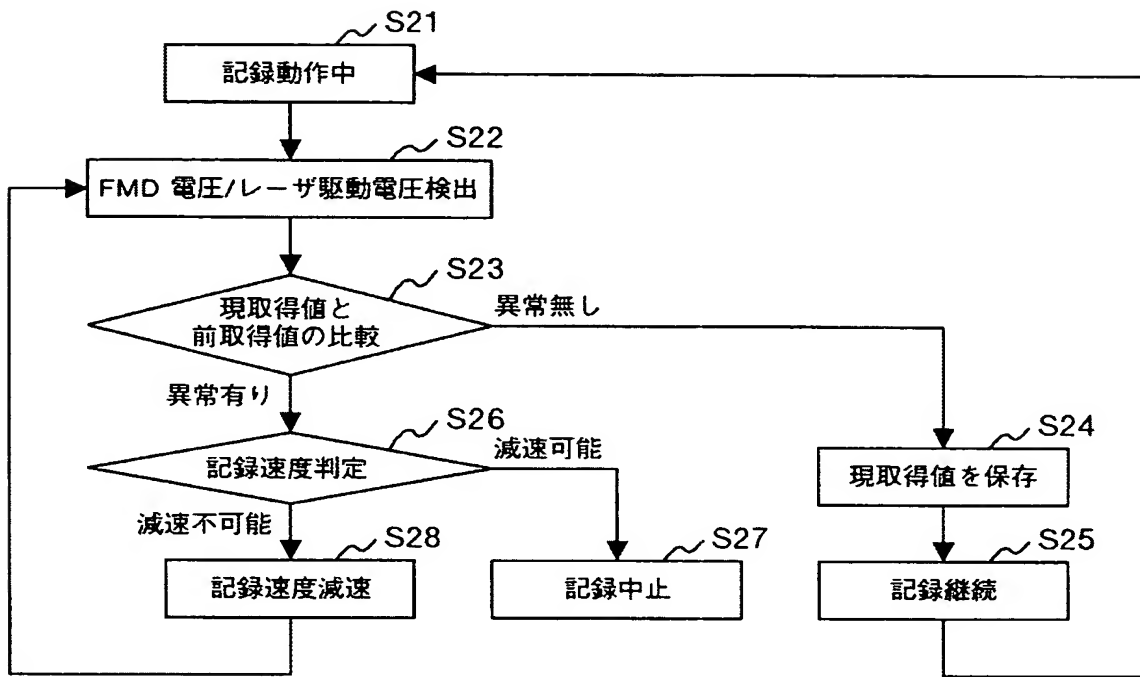 S21
記録動作中
S22
FMD 電圧/レーザ駆動電圧検出
S23
現取得値と
前取得値の比較
異常無し
異常有り
S26
記録速度判定
減速可能
減速不可能
S24
現取得値を保存
S28
記録速度減速
S27
記録中止
S25
記録継続